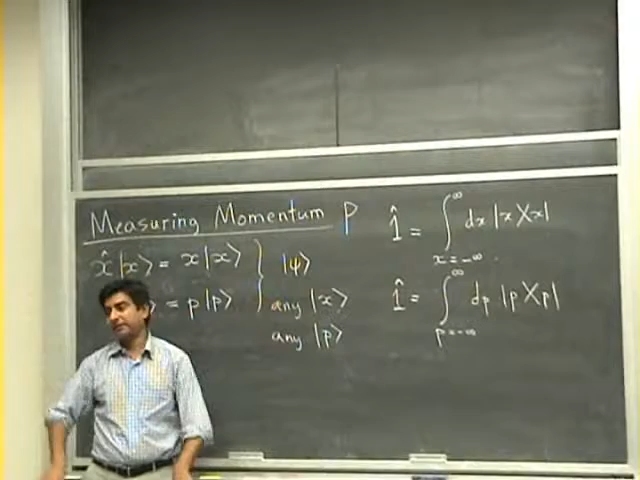 Measuring Momentum P
x̂|x⟩ = x|x⟩ } |ψ⟩
⟩ = p|p⟩ } any |x⟩
any |p⟩
1̂ = ∫_{x=-∞}^{∞} dx |x⟩⟨x|
1̂ = ∫_{p=-∞}^{∞} dp |p⟩⟨p|